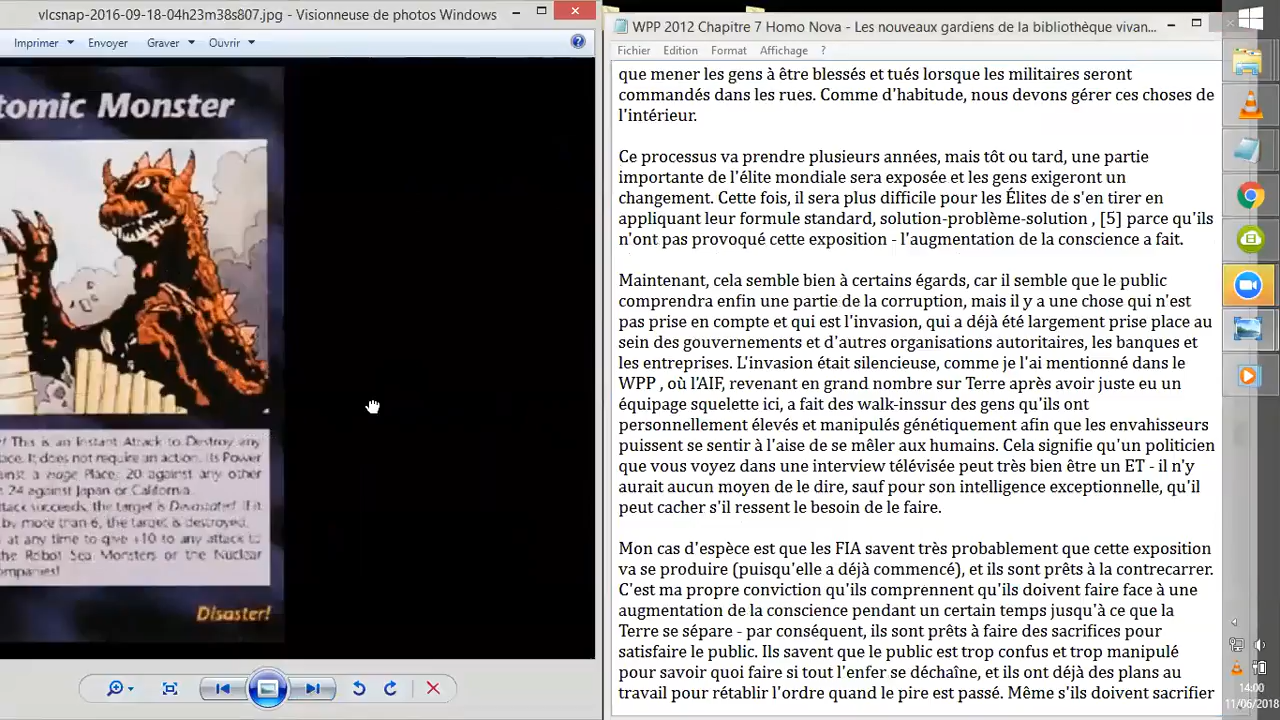 vlcsnap-2016-09-18-04h23m38s807.jpg - Visionneuse de photos Windows
Imprimer
Envoyer
Graver
Ouvrir
tomic Monster
! This is an Instant Attack to Destroy any
lace. It does not require an action. Its Power
inst a Huge Place; 20 against any other
24 against Japan or California.
tack succeeds, the target is Devastated! If it
by more than 6, the target is destroyed.
at any time to give +10 to any attack to
the Robot Sea Monsters or the Nuclear
ompanies!
Disaster!
WPP 2012 Chapitre 7 Homo Nova - Les nouveaux gardiens de la bibliothèque vivan...
Fichier Edition Format Affichage ?
que mener les gens à être blessés et tués lorsque les militaires seront
commandés dans les rues. Comme d'habitude, nous devons gérer ces choses de
l'intérieur.
Ce processus va prendre plusieurs années, mais tôt ou tard, une partie
importante de l'élite mondiale sera exposée et les gens exigeront un
changement. Cette fois, il sera plus difficile pour les Élites de s'en tirer en
appliquant leur formule standard, solution-problème-solution , [5] parce qu'ils
n'ont pas provoqué cette exposition - l'augmentation de la conscience a fait.
Maintenant, cela semble bien à certains égards, car il semble que le public
comprendra enfin une partie de la corruption, mais il y a une chose qui n'est
pas prise en compte et qui est l'invasion, qui a déjà été largement prise place au
sein des gouvernements et d'autres organisations autoritaires, les banques et
les entreprises. L'invasion était silencieuse, comme je l'ai mentionné dans le
WPP , où l'AIF, revenant en grand nombre sur Terre après avoir juste eu un
équipage squelette ici, a fait des walk-inssur des gens qu'ils ont
personnellement élevés et manipulés génétiquement afin que les envahisseurs
puissent se sentir à l'aise de se mêler aux humains. Cela signifie qu'un politicien
que vous voyez dans une interview télévisée peut très bien être un ET - il n'y
aurait aucun moyen de le dire, sauf pour son intelligence exceptionnelle, qu'il
peut cacher s'il ressent le besoin de le faire.
Mon cas d'espèce est que les FIA savent très probablement que cette exposition
va se produire (puisqu'elle a déjà commencé), et ils sont prêts à la contrecarrer.
C'est ma propre conviction qu'ils comprennent qu'ils doivent faire face à une
augmentation de la conscience pendant un certain temps jusqu'à ce que la
Terre se sépare - par conséquent, ils sont prêts à faire des sacrifices pour
satisfaire le public. Ils savent que le public est trop confus et trop manipulé
pour savoir quoi faire si tout l'enfer se déchaîne, et ils ont déjà des plans au
travail pour rétablir l'ordre quand le pire est passé. Même s'ils doivent sacrifier
14:00
11/06/2018